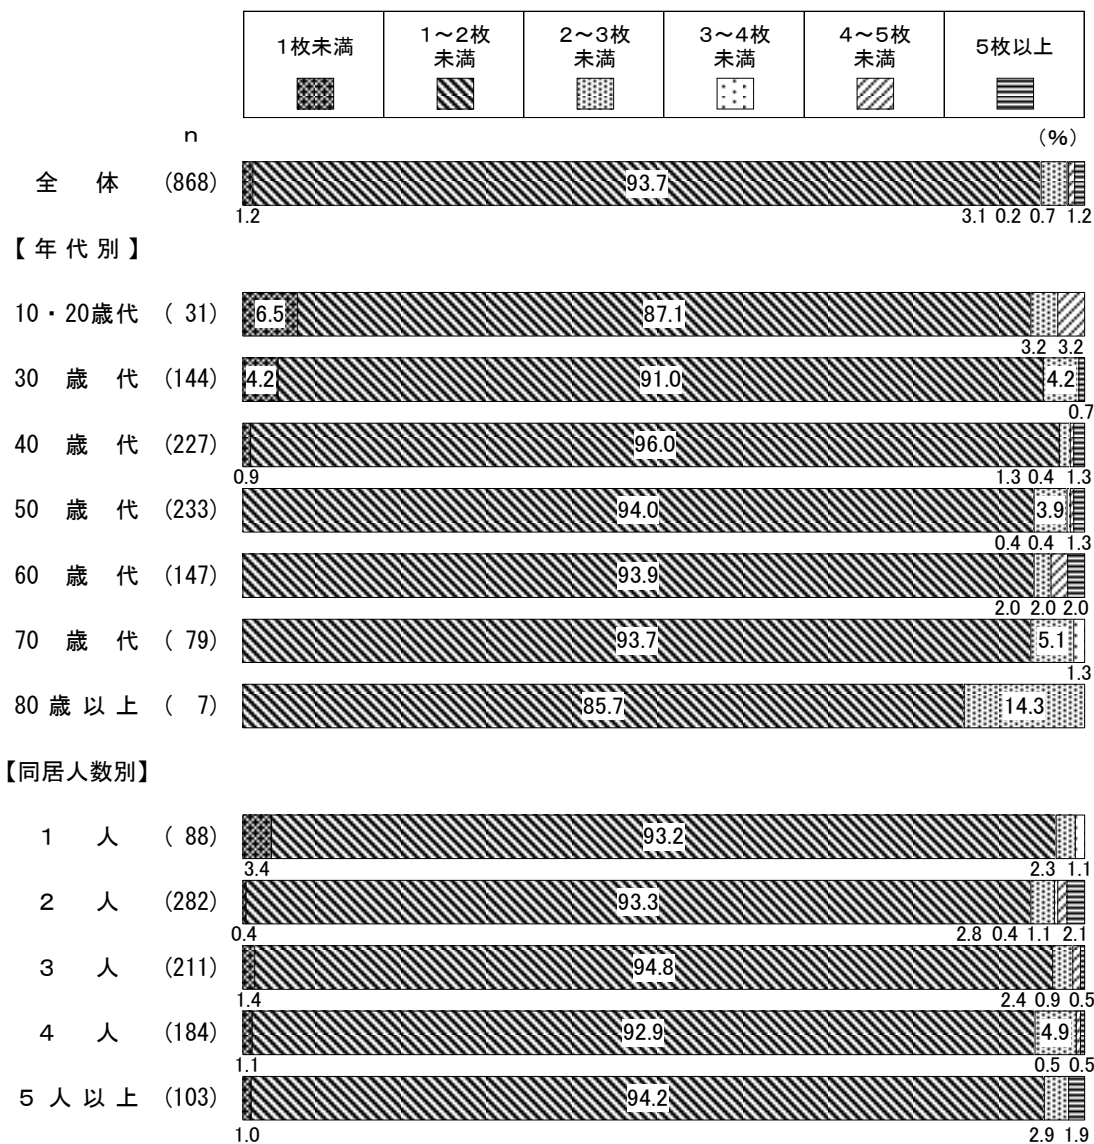 １枚未満 １～２枚未満 ２～３枚未満 ３～４枚未満 ４～５枚未満 ５枚以上
ｎ (%)
全体 (868) 93.7
1.2 3.1 0.2 0.7 1.2
【年代別】
10・20歳代 ( 31) 6.5 87.1
3.2 3.2
30歳代 (144) 4.2 91.0 4.2
0.7
40歳代 (227) 96.0
0.9 1.3 0.4 1.3
50歳代 (233) 94.0 3.9
0.4 0.4 1.3
60歳代 (147) 93.9
2.0 2.0 2.0
70歳代 ( 79) 93.7 5.1
1.3
80歳以上 ( 7) 85.7 14.3
【同居人数別】
１人 ( 88) 93.2
3.4 2.3 1.1
２人 (282) 93.3
0.4 2.8 0.4 1.1 2.1
３人 (211) 94.8
1.4 2.4 0.9 0.5
４人 (184) 92.9 4.9
1.1 0.5 0.5
５人以上 (103) 94.2
1.0 2.9 1.9